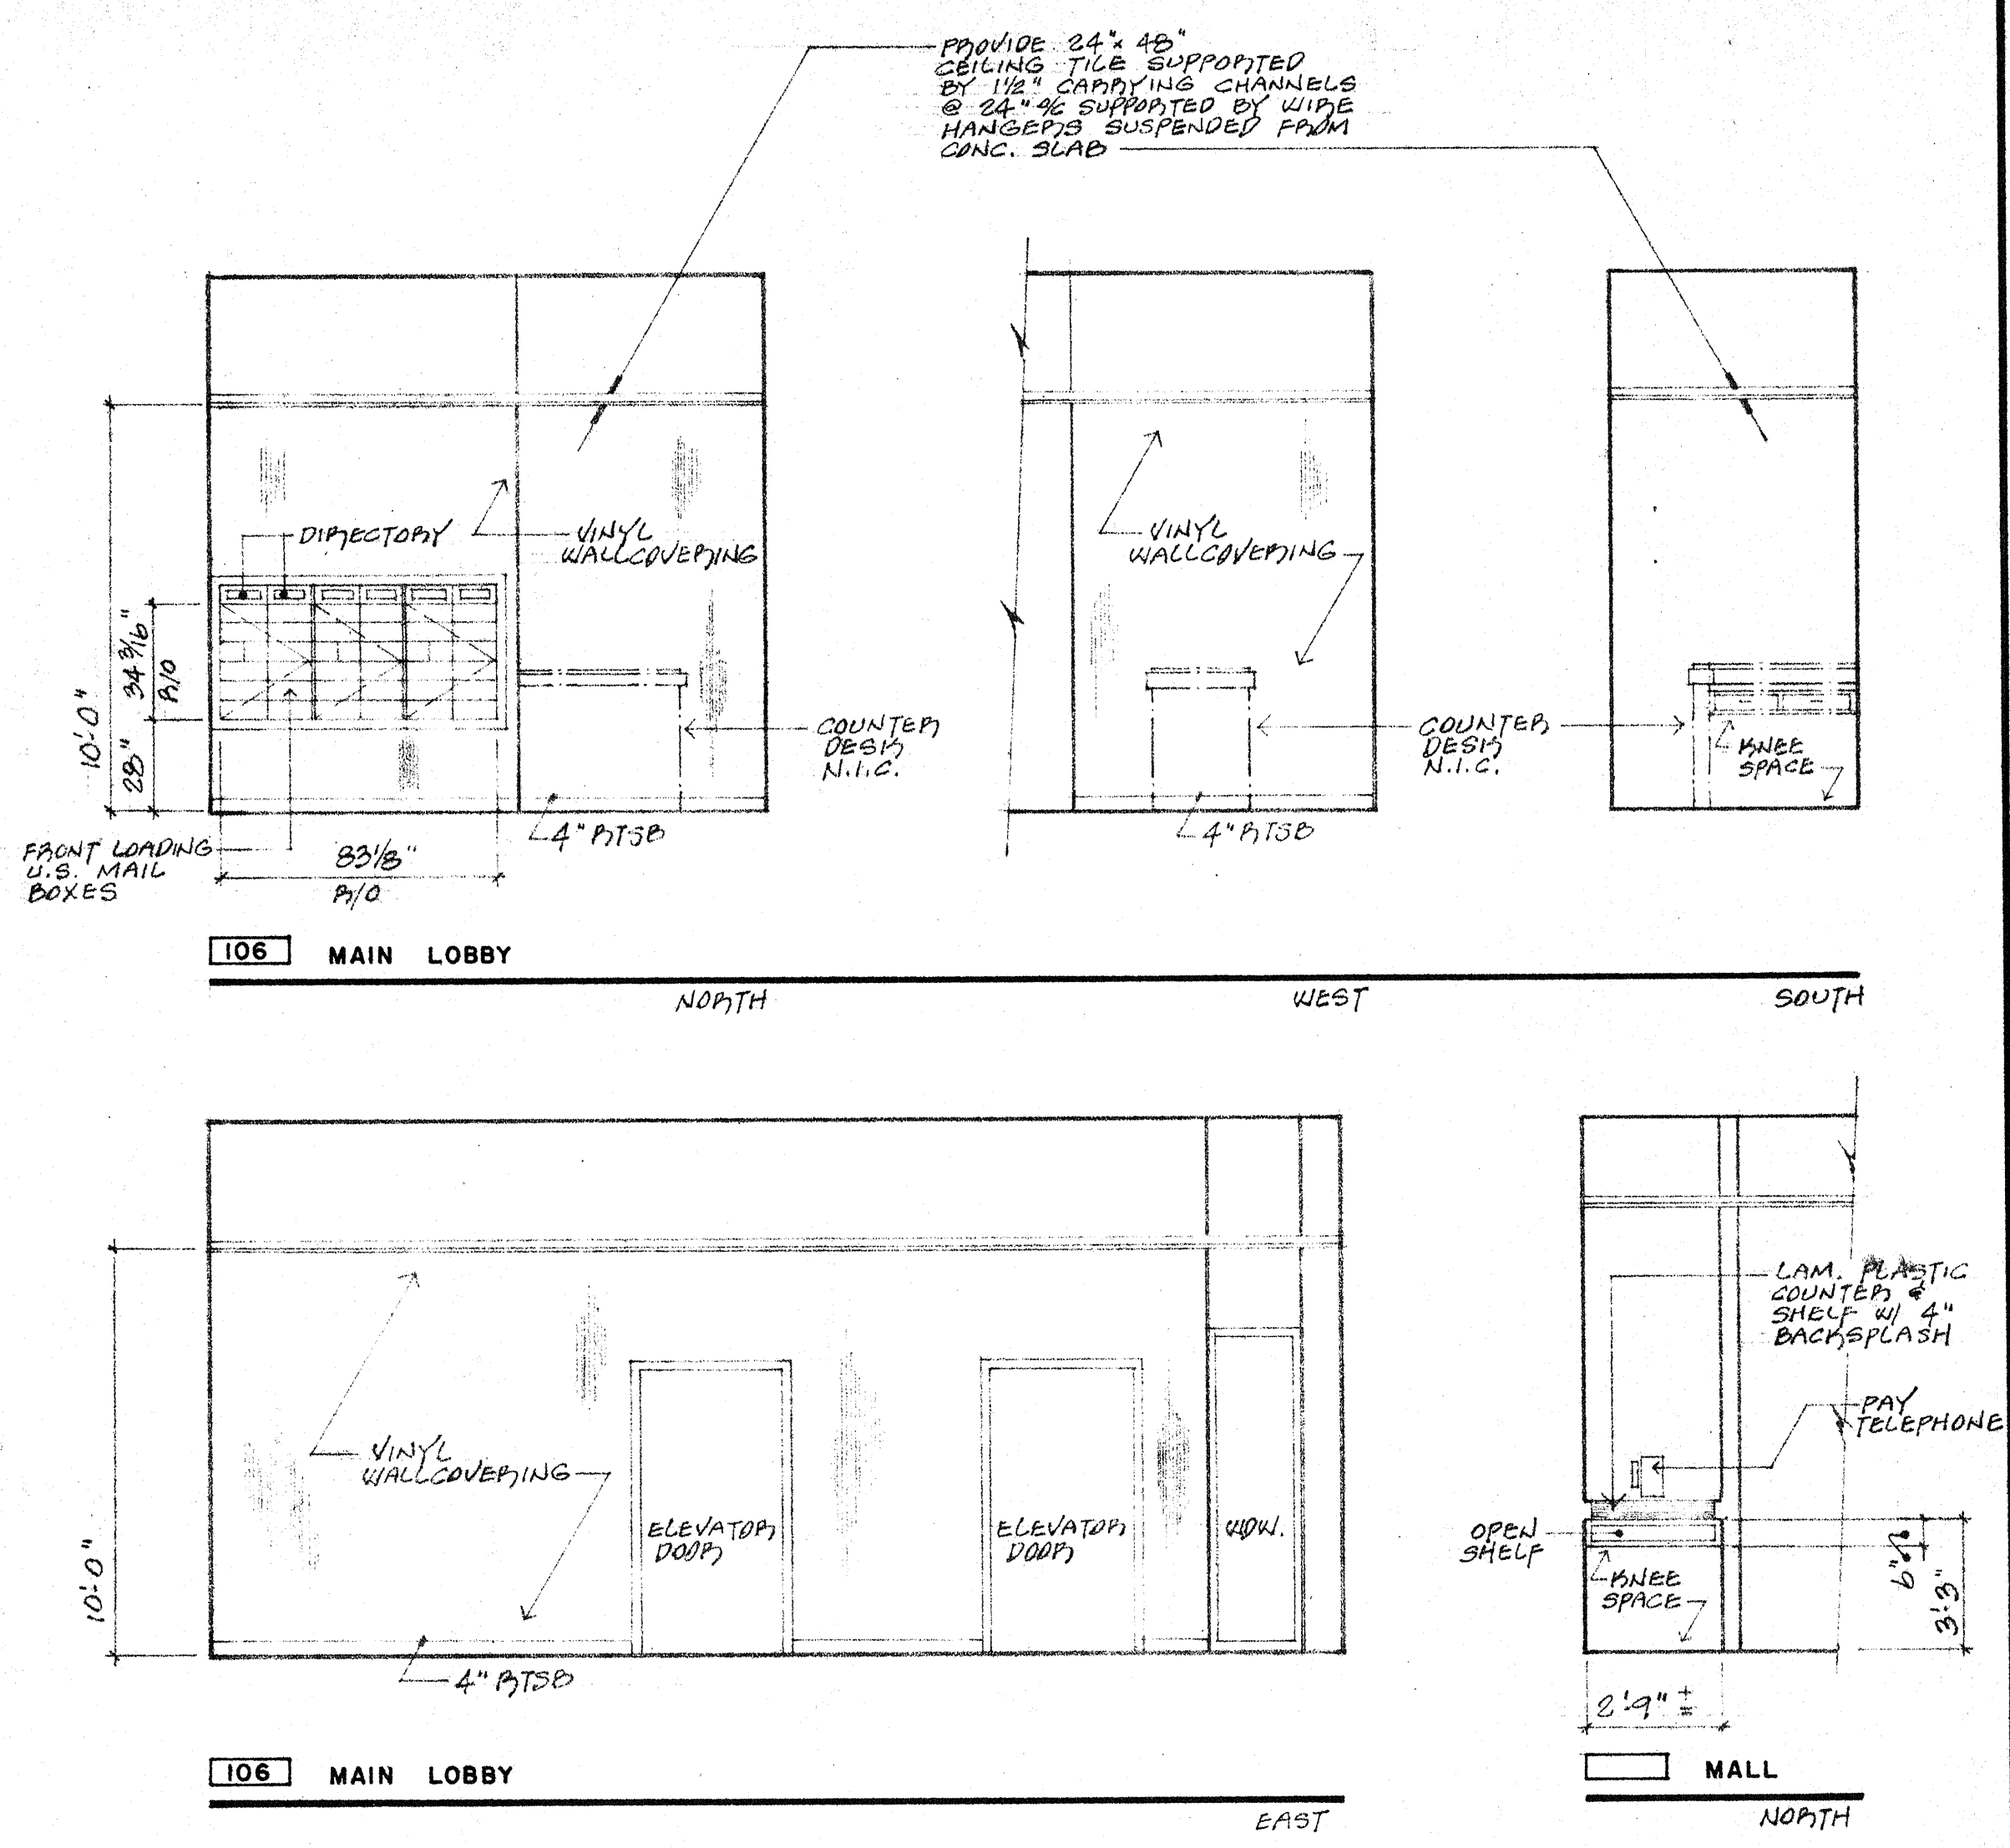 PROVIDE 24"x 48"
CEILING TILE SUPPORTED
BY 1½" CARRYING CHANNELS
@ 24" o/c SUPPORTED BY WIRE
HANGERS SUSPENDED FROM
CONC. SLAB
DIRECTORY
VINYL
WALLCOVERING
VINYL
WALLCOVERING
10'-0"
28"
34 3/16"
R/O
COUNTER
DESK
N.I.C.
COUNTER
DESK
N.I.C.
KNEE
SPACE
4" RTSB
4" RTSB
FRONT LOADING
U.S. MAIL
BOXES
83⅛"
R/O
106 MAIN LOBBY
NORTH
WEST
SOUTH
LAM. PLASTIC
COUNTER &
SHELF W/ 4"
BACKSPLASH
PAY
TELEPHONE
VINYL
WALLCOVERING
ELEVATOR
DOOR
ELEVATOR
DOOR
WDW.
OPEN
SHELF
KNEE
SPACE
10'-0"
6"
3'-3"
4" RTSB
2'-9" ±
106 MAIN LOBBY
MALL
EAST
NORTH